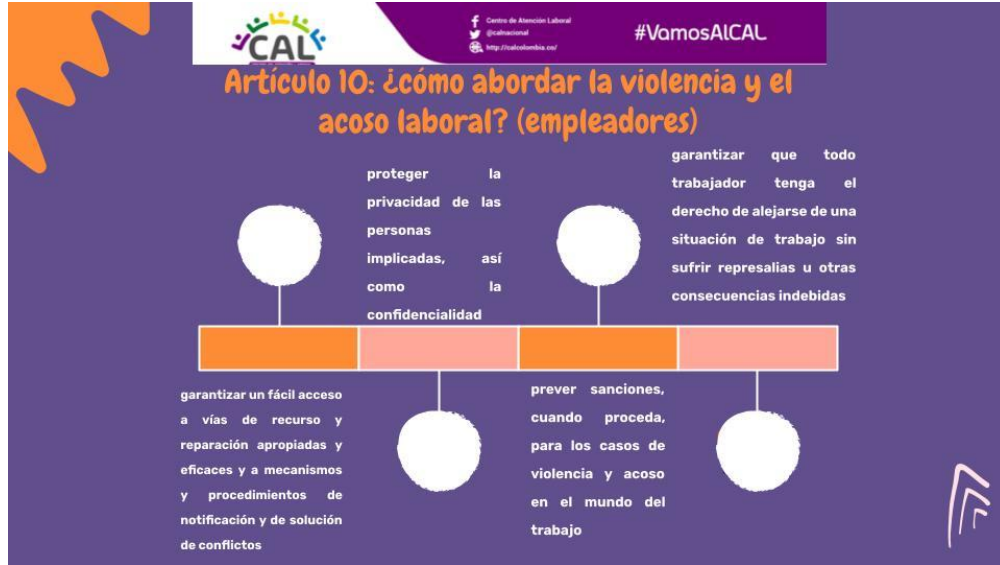 CAL
Centro de Atención Laboral
@calnacional
http://calcolombia.co/
#VamosAlCAL
Artículo 10: ¿cómo abordar la violencia y el
acoso laboral? (empleadores)
garantizar un fácil acceso
a vías de recurso y
reparación apropiadas y
eficaces y a mecanismos
y procedimientos de
notificación y de solución
de conflictos
proteger la
privacidad de las
personas
implicadas, así
como la
confidencialidad
prever sanciones,
cuando proceda,
para los casos de
violencia y acoso
en el mundo del
trabajo
garantizar que todo
trabajador tenga el
derecho de alejarse de una
situación de trabajo sin
sufrir represalias u otras
consecuencias indebidas